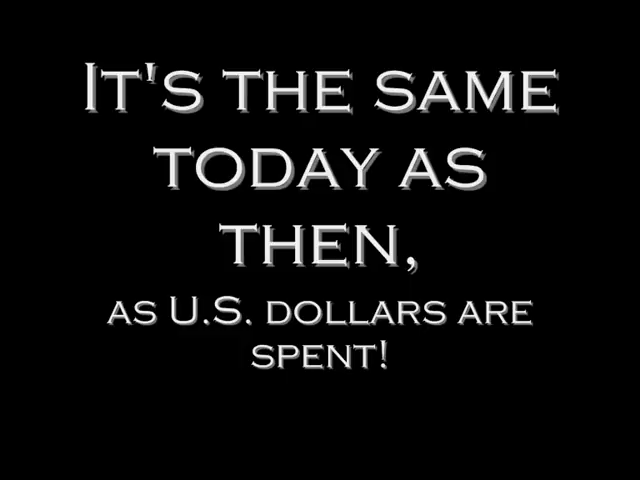 IT'S THE SAME
TODAY AS
THEN,
AS U.S. DOLLARS ARE
SPENT!